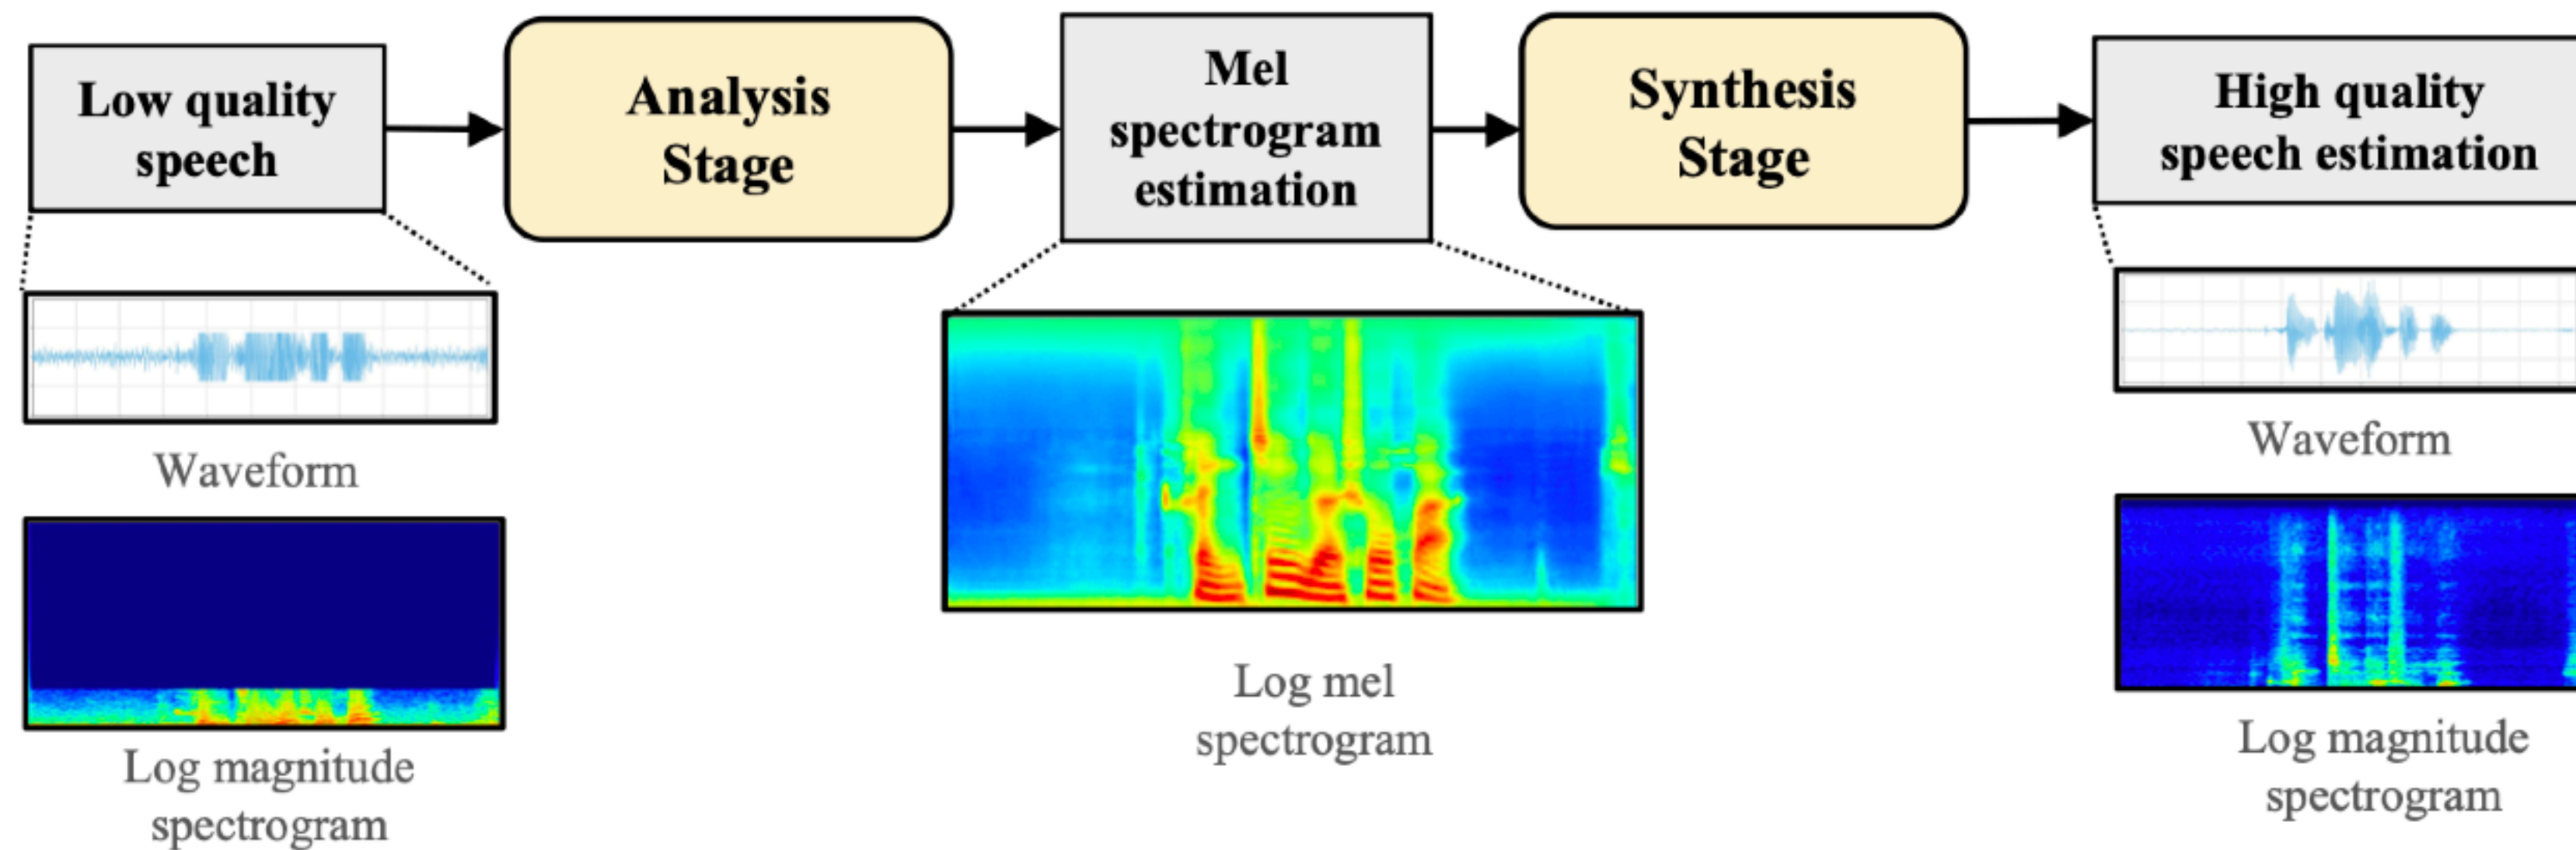 Low quality
speech
Analysis
Stage
Mel
spectrogram
estimation
Synthesis
Stage
High quality
speech estimation
Waveform
Log magnitude
spectrogram
Log mel
spectrogram
Waveform
Log magnitude
spectrogram